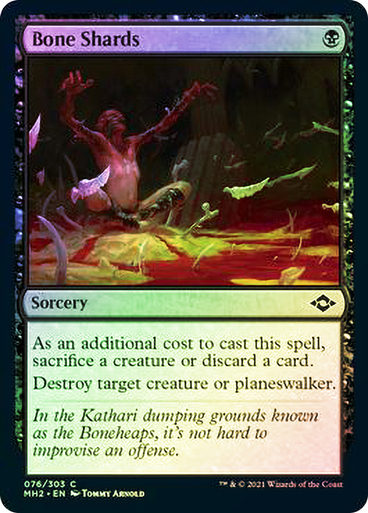 Bone Shards
Sorcery
As an additional cost to cast this spell,
sacrifice a creature or discard a card.
Destroy target creature or planeswalker.
In the Kathari dumping grounds known
as the Boneheaps, it's not hard to
improvise an offense.
076/303 C
MH2 • EN TOMMY ARNOLD
™ & © 2021 Wizards of the Coast